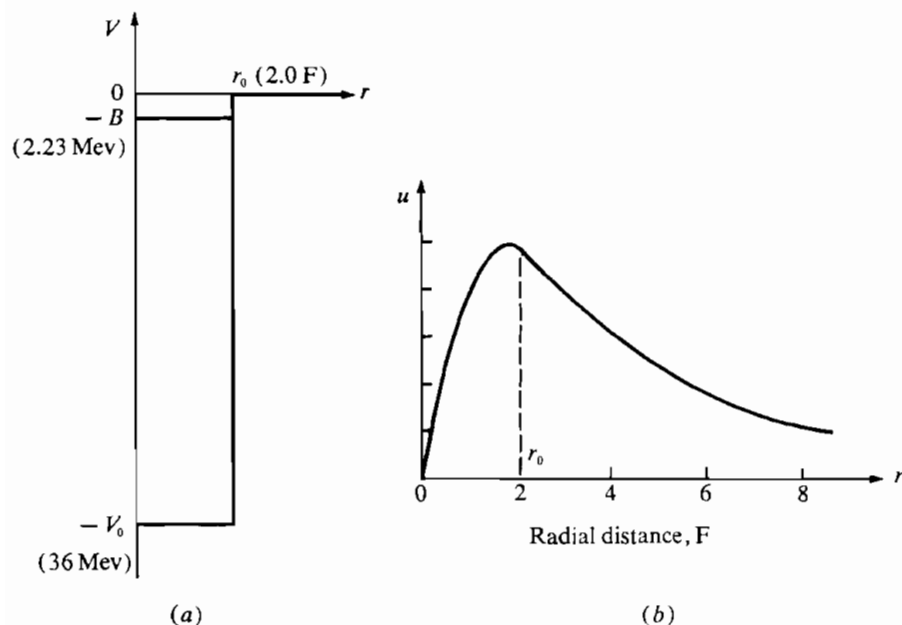 V
r₀ (2.0 F)
0
r
– B
(2.23 Mev)
– V₀
(36 Mev)
(a)
u
r₀
0 2 4 6 8
r
Radial distance, F
(b)